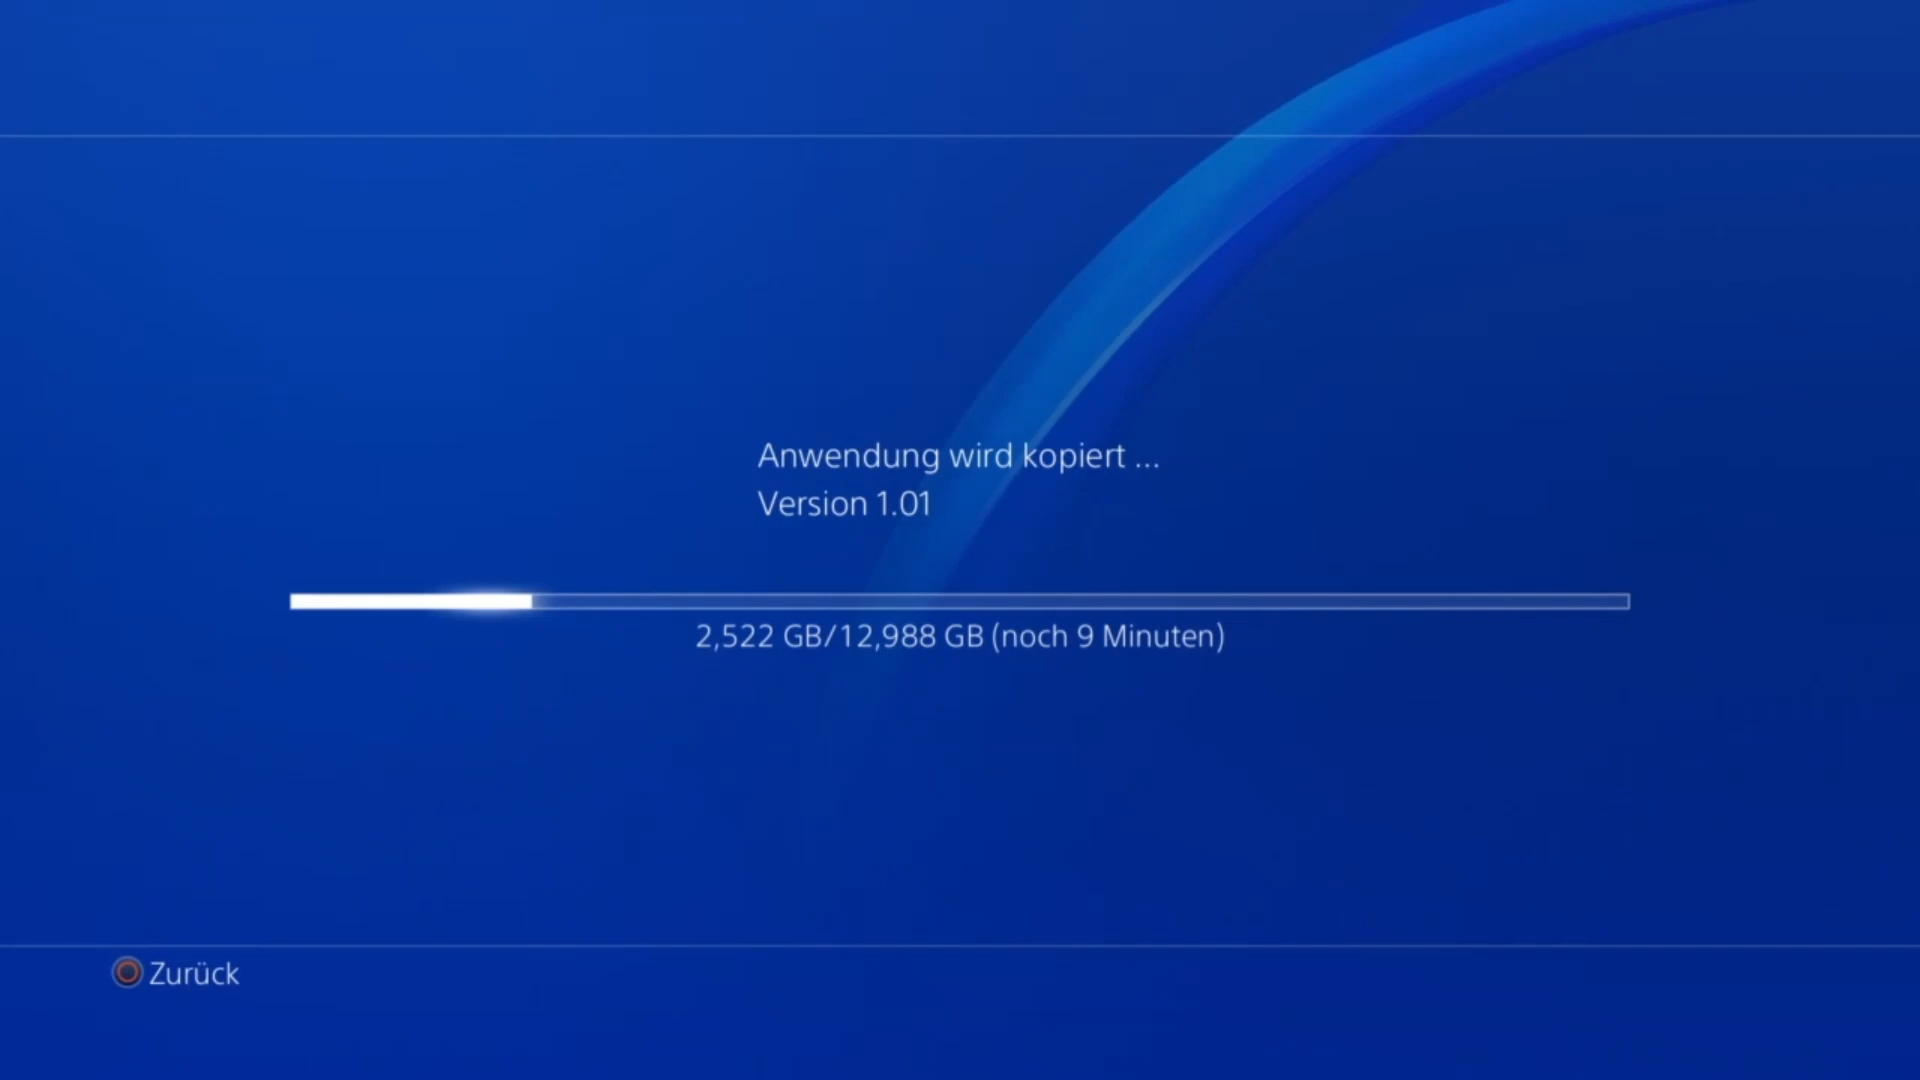 Anwendung wird kopiert ...
Version 1.01
2,522 GB/12,988 GB (noch 9 Minuten)
Zurück